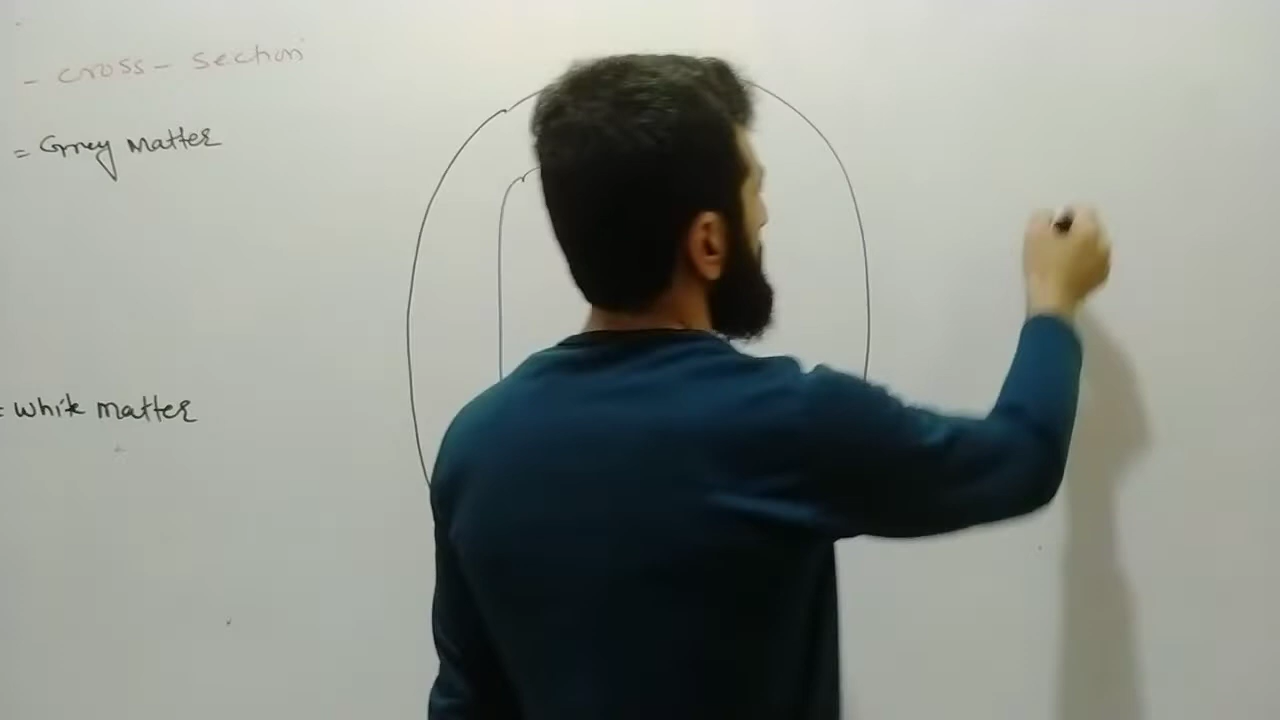 - cross - section
= Grey Matter
= white matter